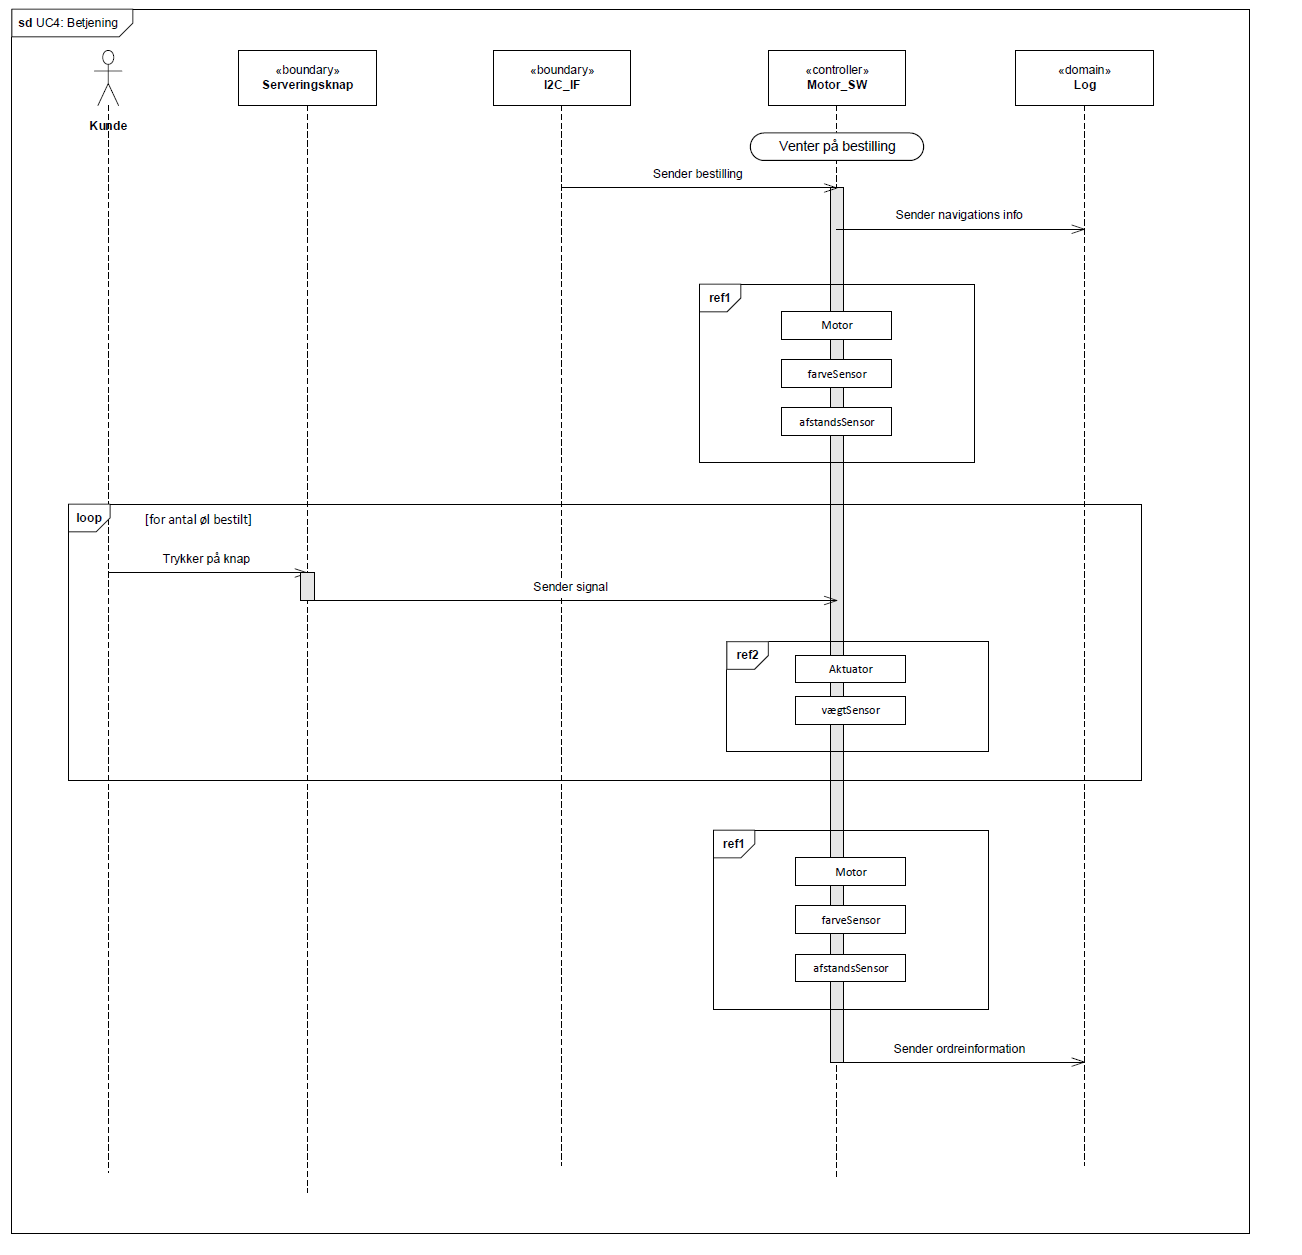 sd UC4: Betjening
Kunde
«boundary»
Serveringsknap
«boundary»
I2C_IF
«controller»
Motor_SW
«domain»
Log
Venter på bestilling
Sender bestilling
Sender navigations info
ref1
Motor
farveSensor
afstandsSensor
loop
[for antal øl bestilt]
Trykker på knap
Sender signal
ref2
Aktuator
vægtSensor
ref1
Motor
farveSensor
afstandsSensor
Sender ordreinformation